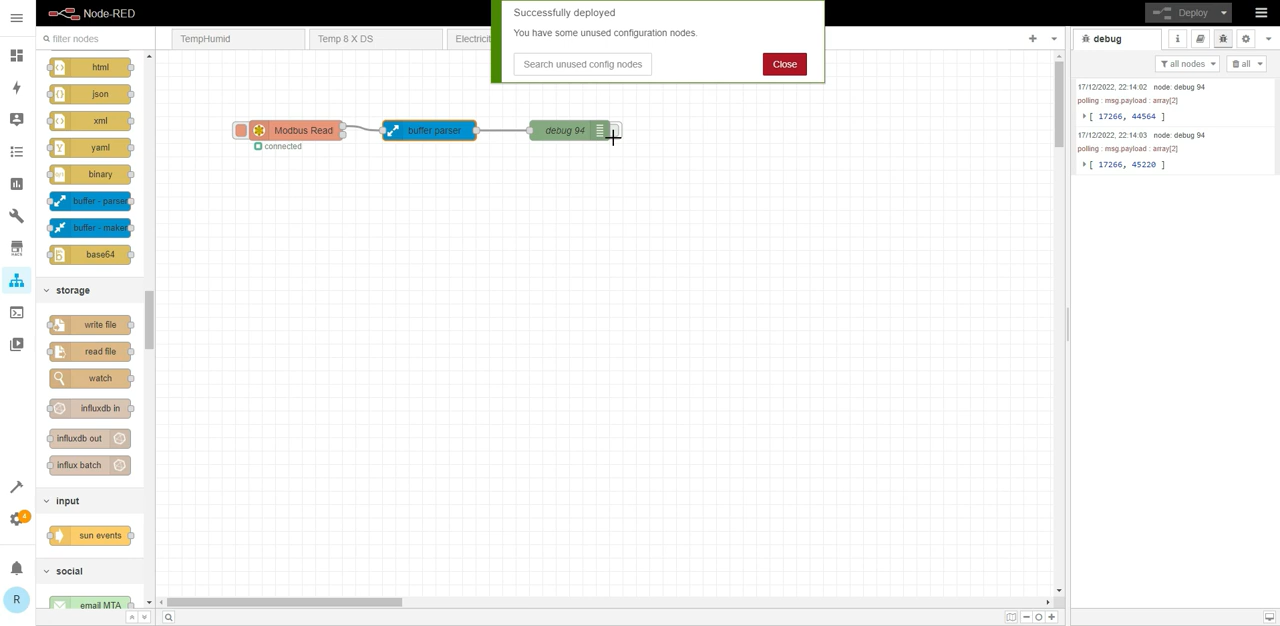 Node-RED
Successfully deployed
You have some unused configuration nodes.
Search unused config nodes
Close
Deploy
filter nodes
TempHumid
Temp 8 X DS
Electricit
debug
all nodes
all
html
json
xml
yaml
binary
buffer - parser
buffer - maker
base64
storage
write file
read file
watch
influxdb in
influxdb out
influx batch
input
sun events
social
email MTA
HACS
4
R
Modbus Read
connected
buffer parser
debug 94
17/12/2022, 22:14:02 node: debug 94
polling : msg.payload : array[2]
[ 17266, 44564 ]
17/12/2022, 22:14:03 node: debug 94
polling : msg.payload : array[2]
[ 17266, 45220 ]